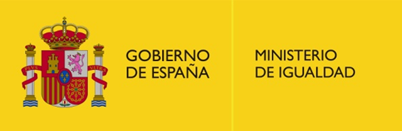 GOBIERNO
DE ESPAÑA
MINISTERIO
DE IGUALDAD